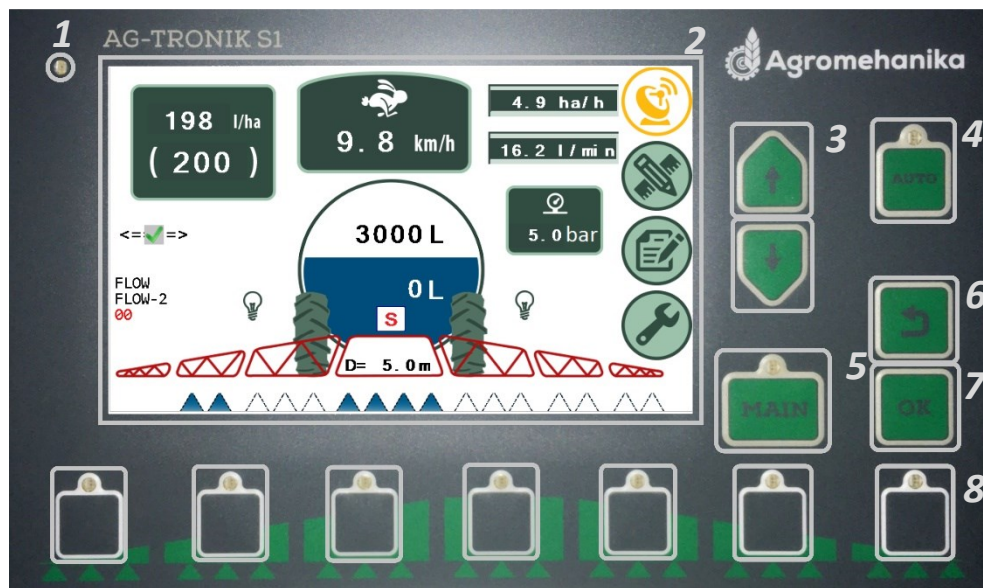 1
AG-TRONIK S1
2
Agromehanika
198 l/ha
( 200 )
9.8 km/h
4.9 ha/h
16.2 l/min
3
4
AUTO
<= =>
3000 L
5.0 bar
FLOW
FLOW-2
00
0 L
S
D= 5.0m
6
5
MAIN
7
OK
8